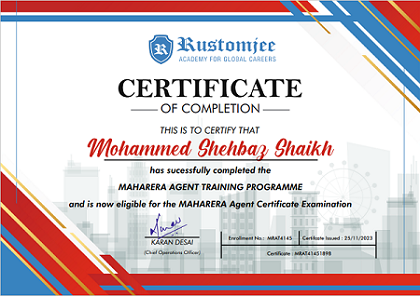 Rustomjee
ACADEMY FOR GLOBAL CAREERS
CERTIFICATE
OF COMPLETION
THIS IS TO CERTIFY THAT
Mohammed Shehbaz Shaikh
has sucessfully completed the
MAHARERA AGENT TRAINING PROGRAMME
and is now eligible for the MAHARERA Agent Certificate Examination
KARAN DESAI
(Chief Operations Officer)
Enrollment No : MRAT4145
Certificate Issued : 25/11/2023
Certificate : MRAT41451898